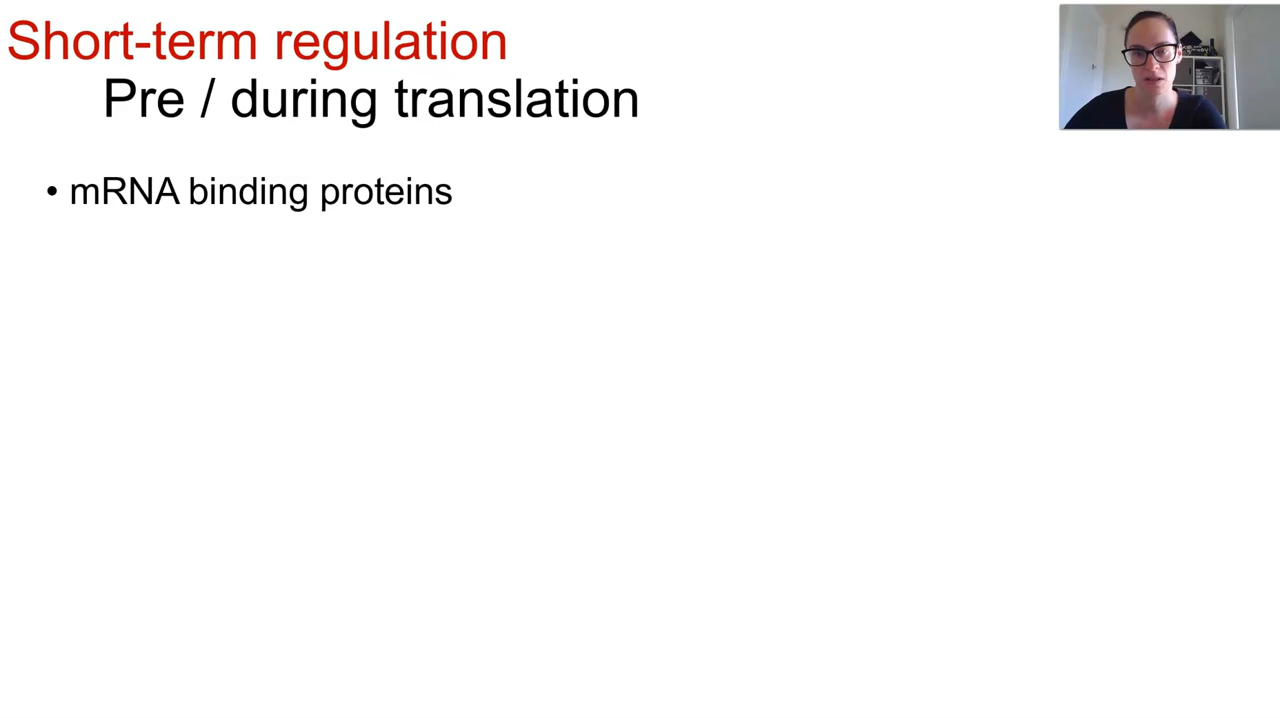 Short-term regulation
Pre / during translation
• mRNA binding proteins